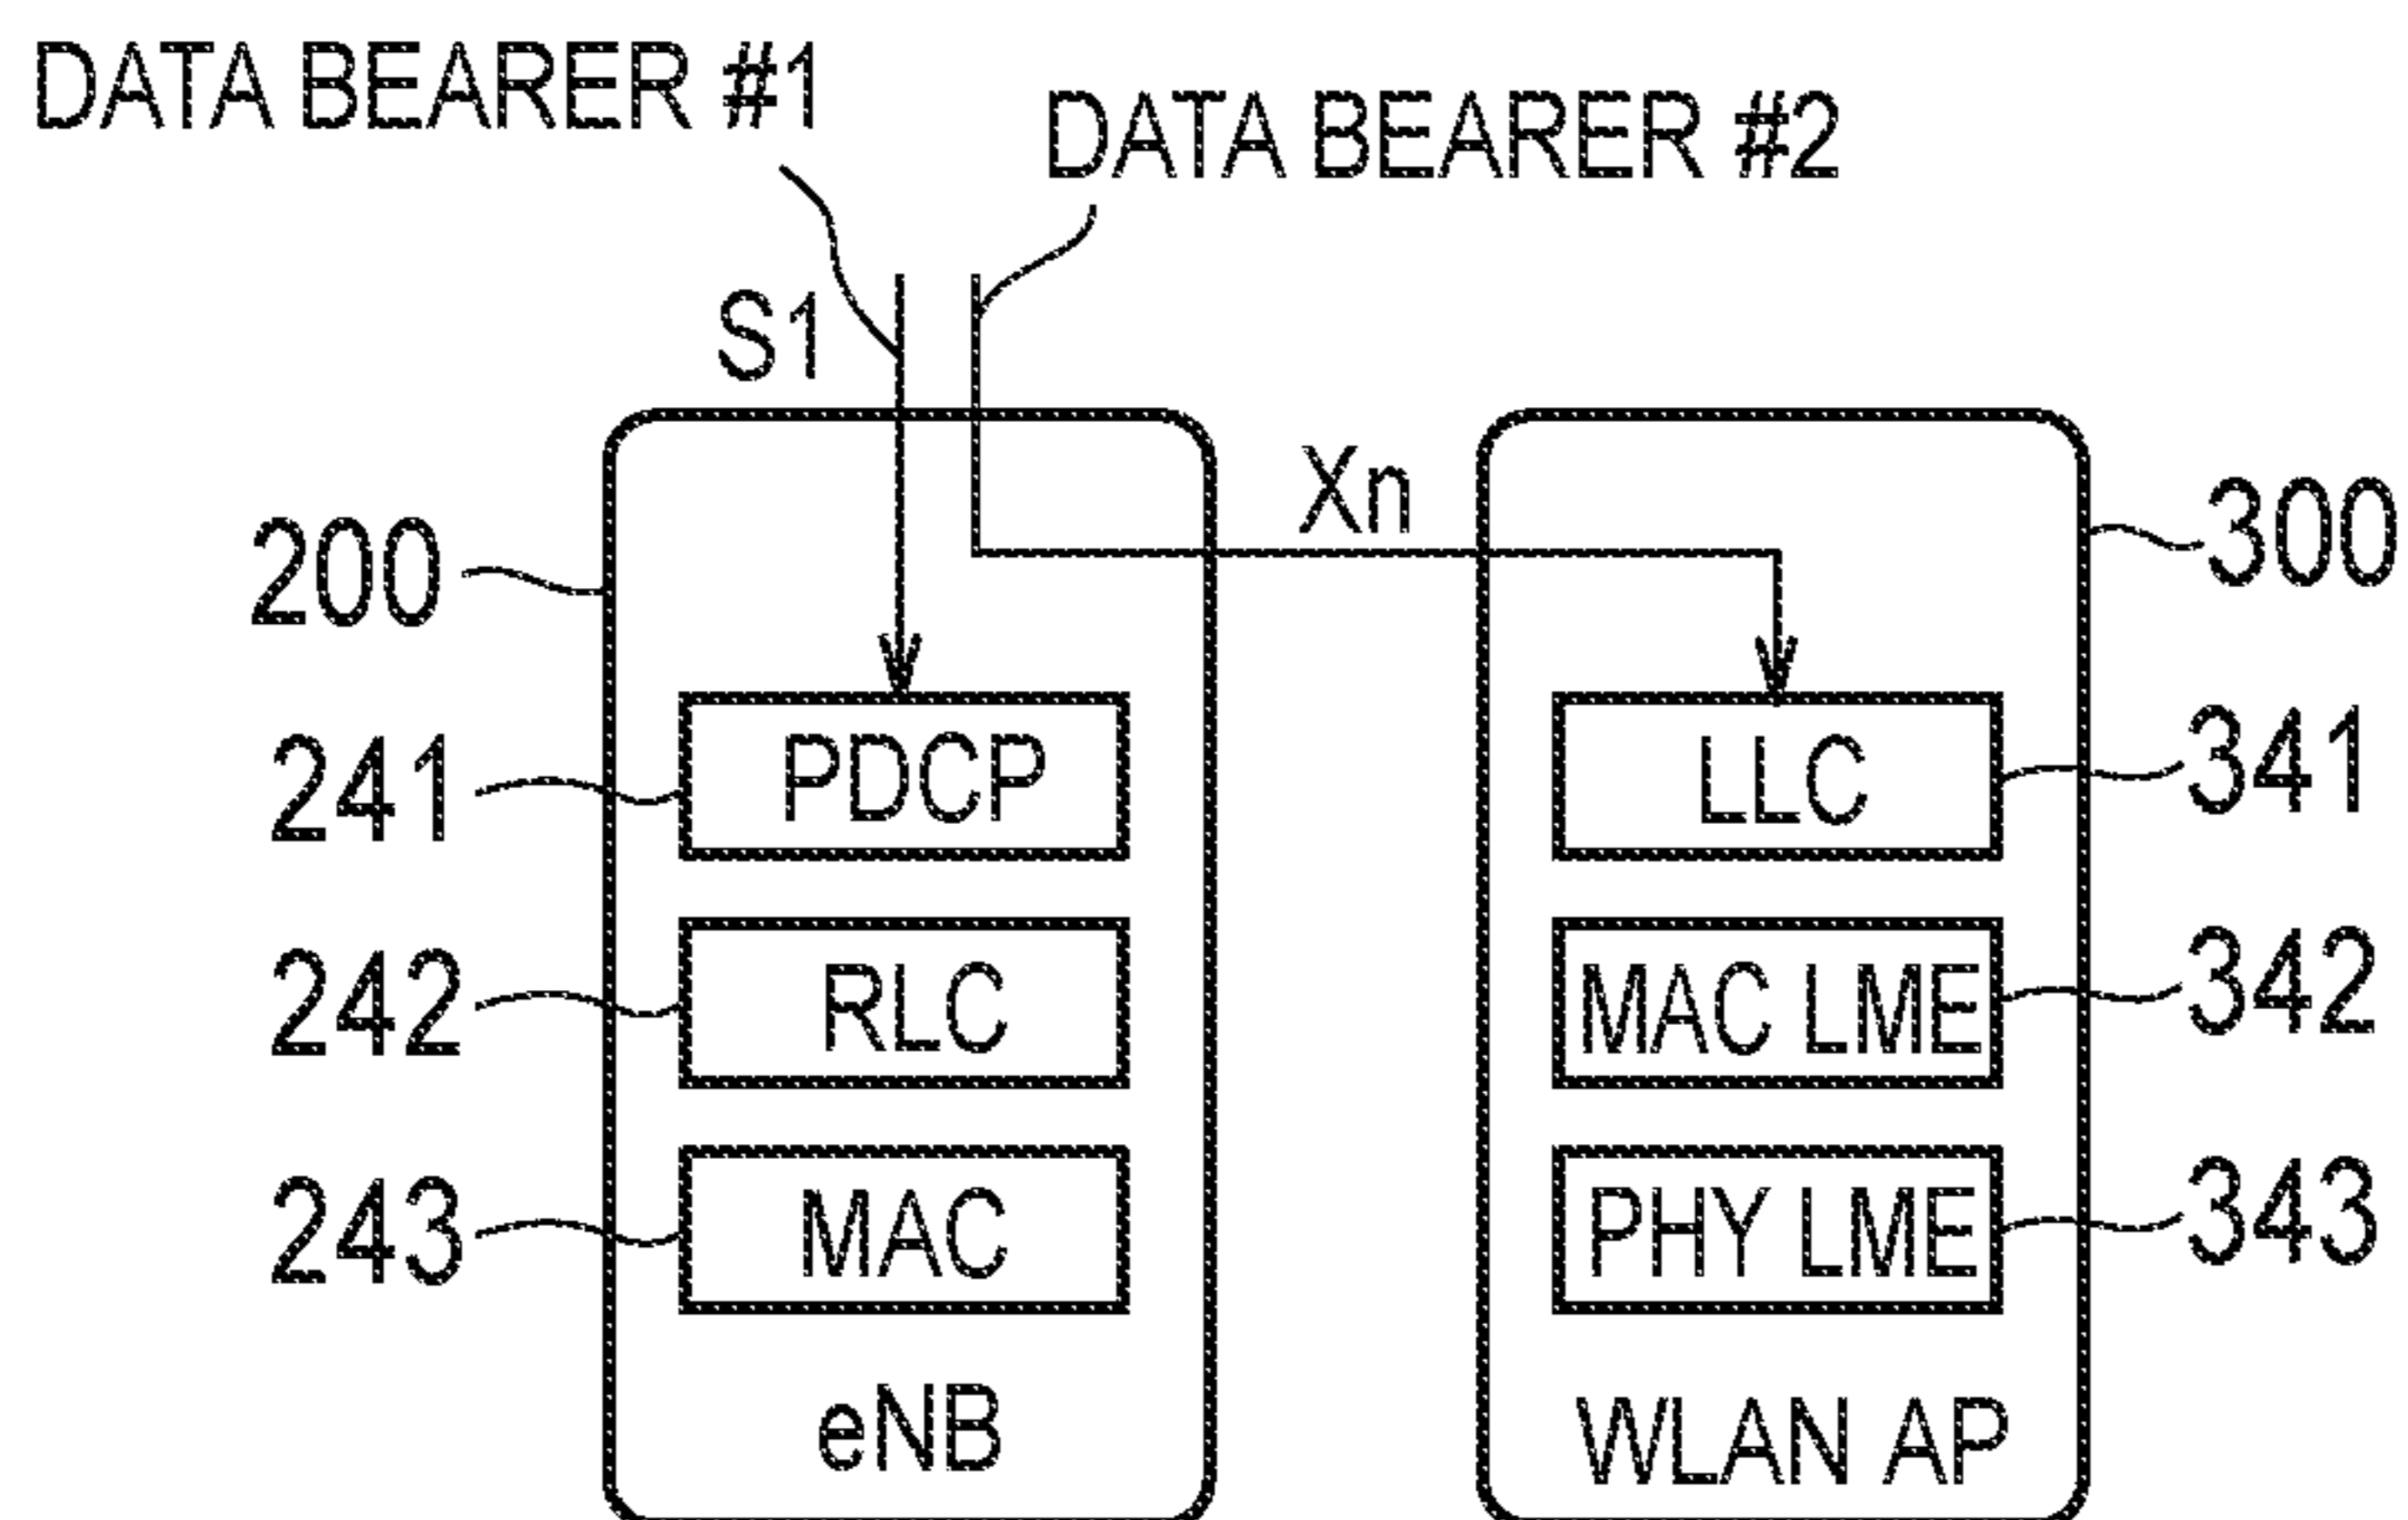 DATA BEARER #1
DATA BEARER #2
S1
Xn
200
300
241
PDCP
LLC
341
242
RLC
MAC LME
342
243
MAC
PHY LME
343
eNB
WLAN AP